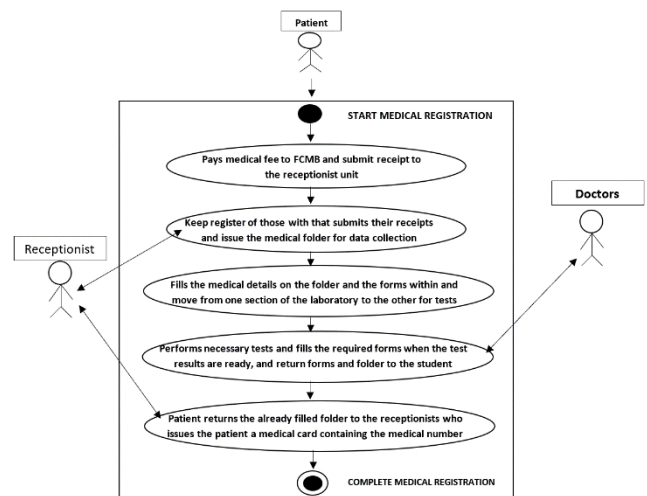 Patient
START MEDICAL REGISTRATION
Pays medical fee to FCMB and submit receipt to
the receptionist unit
Doctors
Keep register of those with that submits their receipts
and issue the medical folder for data collection
Receptionist
Fills the medical details on the folder and the forms within and
move from one section of the laboratory to the other for tests
Performs necessary tests and fills the required forms when the test
results are ready, and return forms and folder to the student
Patient returns the already filled folder to the receptionists who
issues the patient a medical card containing the medical number
COMPLETE MEDICAL REGISTRATION